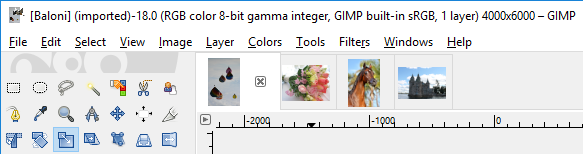 [Baloni] (imported)-18.0 (RGB color 8-bit gamma integer, GIMP built-in sRGB, 1 layer) 4000x6000 – GIMP
File Edit Select View Image Layer Colors Tools Filters Windows Help
-2000 -1000 0